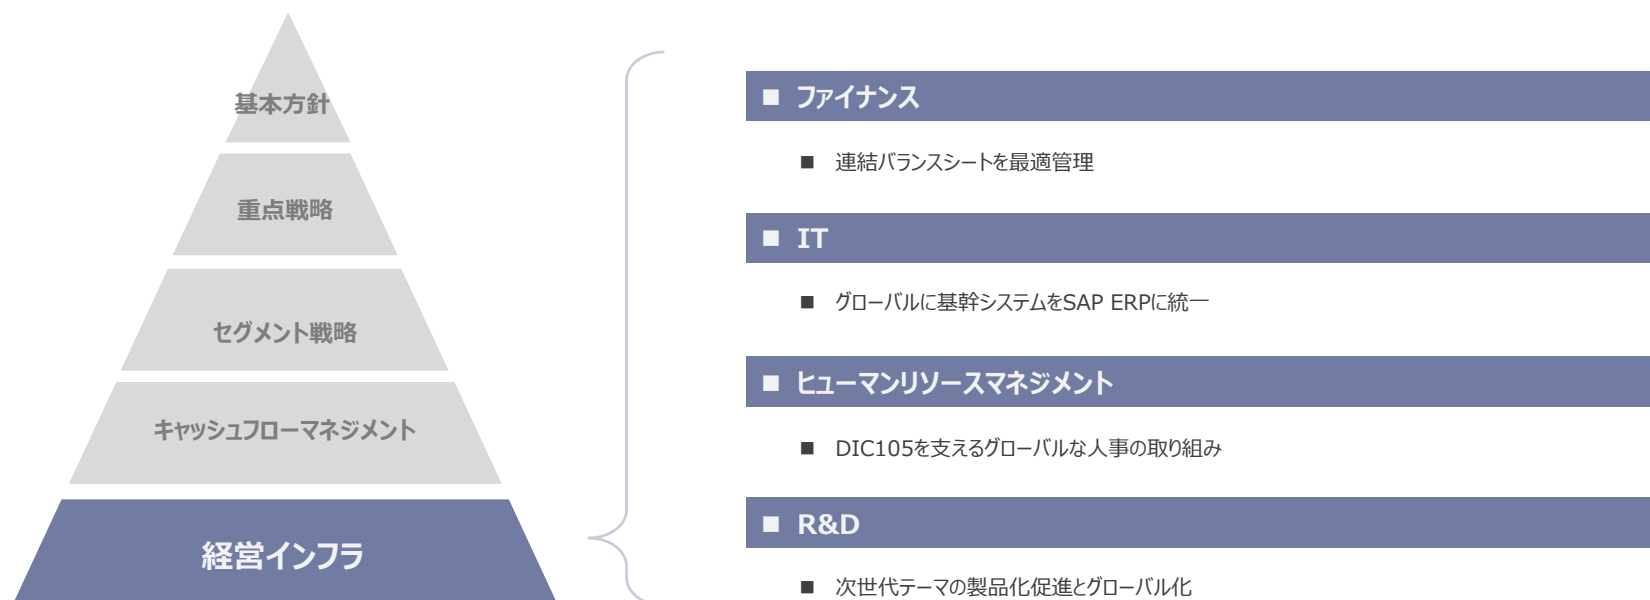 基本方針
重点戦略
セグメント戦略
キャッシュフローマネジメント
経営インフラ
■ ファイナンス
■ 連結バランスシートを最適管理
■ IT
■ グローバルに基幹システムをSAP ERPに統一
■ ヒューマンリソースマネジメント
■ DIC105を支えるグローバルな人事の取り組み
■ R&D
■ 次世代テーマの製品化促進とグローバル化